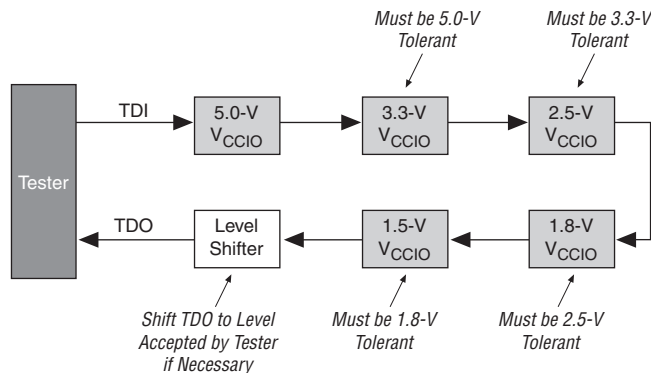 Must be 5.0-V
Tolerant
Must be 3.3-V
Tolerant
Tester
TDI
5.0-V
VCCIO
3.3-V
VCCIO
2.5-V
VCCIO
TDO
Level
Shifter
1.5-V
VCCIO
1.8-V
VCCIO
Shift TDO to Level
Accepted by Tester
if Necessary
Must be 1.8-V
Tolerant
Must be 2.5-V
Tolerant